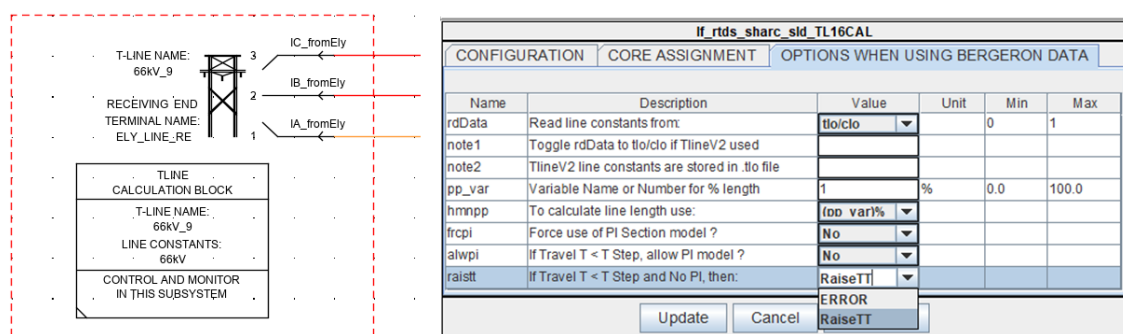 T-LINE NAME:
66kV_9
RECEIVING END
TERMINAL NAME:
ELY_LINE_RE
3
2
1
IC_fromEly
IB_fromEly
IA_fromEly
TLINE
CALCULATION BLOCK
T-LINE NAME:
66kV_9
LINE CONSTANTS:
66kV
CONTROL AND MONITOR
IN THIS SUBSYSTEM
lf_rtds_sharc_sld_TL16CAL
CONFIGURATION CORE ASSIGNMENT OPTIONS WHEN USING BERGERON DATA
Name Description Value Unit Min Max
rdData Read line constants from: tlo/clo 0 1
note1 Toggle rdData to tlo/clo if TlineV2 used
note2 TlineV2 line constants are stored in .tlo file
pp_var Variable Name or Number for % length 1 % 0.0 100.0
hmnpp To calculate line length use: (pp_var)%
frcpi Force use of PI Section model ? No
alwpi If Travel T < T Step, allow PI model ? No
raistt If Travel T < T Step and No PI, then: RaiseTT
ERROR
RaiseTT
Update Cancel